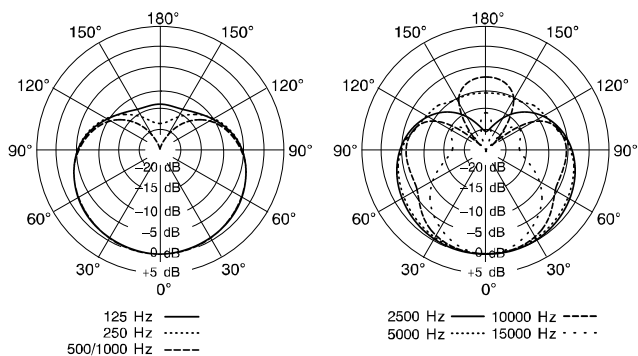 180°
150° 150°
120° 120°
90° 90°
60° 60°
30° 30°
0°
−20 dB
−15 dB
−10 dB
−5 dB
0 dB
+5 dB
125 Hz
250 Hz
500/1000 Hz
180°
150° 150°
120° 120°
90° 90°
60° 60°
30° 30°
0°
−20 dB
−15 dB
−10 dB
−5 dB
0 dB
+5 dB
2500 Hz 10000 Hz
5000 Hz 15000 Hz